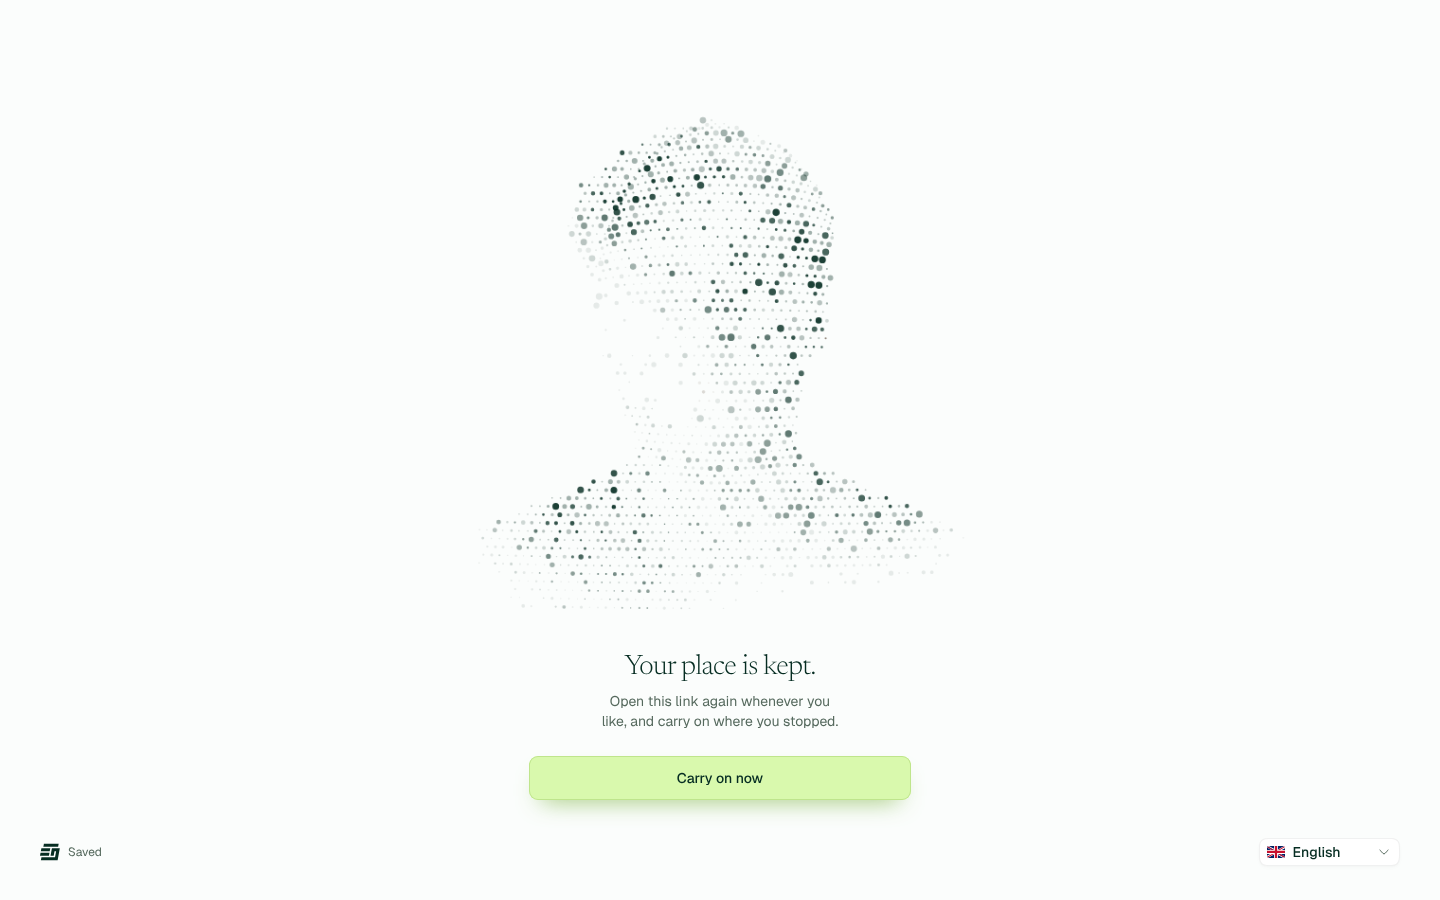 Your place is kept.
Open this link again whenever you
like, and carry on where you stopped.
Carry on now
Saved
English